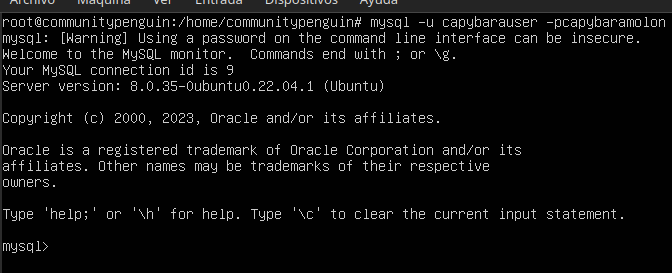 Archivo Máquina Ver Entrada Dispositivos
root@communitypenguin:/home/communitypenguin# mysql -u capybarauser -pcapybaramolon
mysql: [Warning] Using a password on the command line interface can be insecure.
Welcome to the MySQL monitor.  Commands end with ; or \g.
Your MySQL connection id is 9
Server version: 8.0.35-0ubuntu0.22.04.1 (Ubuntu)
Copyright (c) 2000, 2023, Oracle and/or its affiliates.
Oracle is a registered trademark of Oracle Corporation and/or its
affiliates. Other names may be trademarks of their respective
owners.
Type 'help;' or '\h' for help. Type '\c' to clear the current input statement.
mysql>